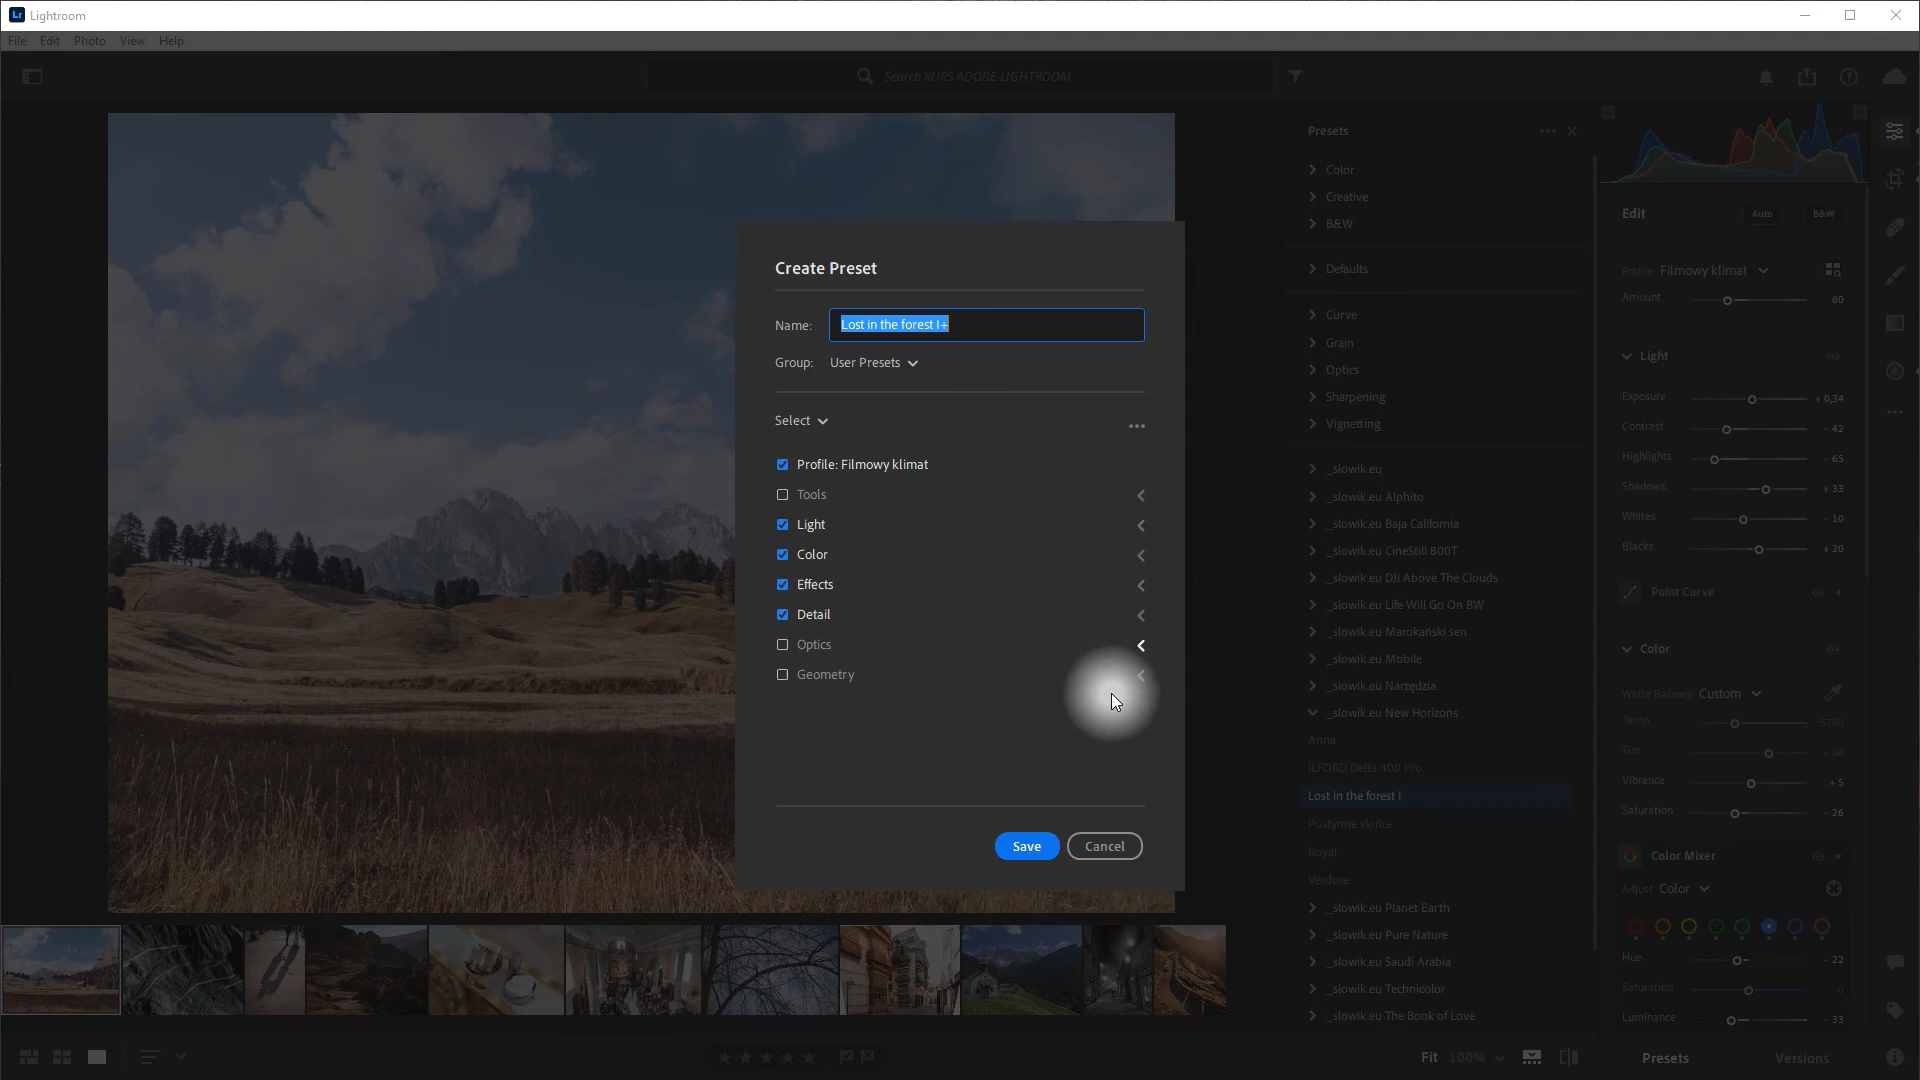 Lr Lightroom
File Edit Photo View Help
Search KURS ADOBE LIGHTROOM
Presets
Color
Creative
B&W
Defaults
Curve
Grain
Optics
Sharpening
Vignetting
_slowik.eu
_slowik.eu Alphito
_slowik.eu Baja California
_slowik.eu CineStill 800T
_slowik.eu DJI Above The Clouds
_slowik.eu Life Will Go On BW
_slowik.eu Marokański sen
_slowik.eu Mobile
_slowik.eu Narzędzia
_slowik.eu New Horizons
Anna
ILFORD Delta 400 Pro
Lost in the forest I
Pustynne słońce
Royal
Verdure
_slowik.eu Planet Earth
_slowik.eu Pure Nature
_slowik.eu Saudi Arabia
_slowik.eu Technicolor
_slowik.eu The Book of Love
Edit Auto B&W
Profile Filmowy klimat
Amount 60
Light
Exposure + 0,34
Contrast - 42
Highlights - 65
Shadows + 33
Whites - 10
Blacks + 20
Point Curve
Color
White Balance Custom
Temp 5700
Tint + 58
Vibrance + 5
Saturation - 26
Color Mixer
Adjust Color
Hue - 22
Saturation 0
Luminance - 33
Create Preset
Name: Lost in the forest I+
Group: User Presets
Select
Profile: Filmowy klimat
Tools
Light
Color
Effects
Detail
Optics
Geometry
Save Cancel
Fit 100%
Presets Versions